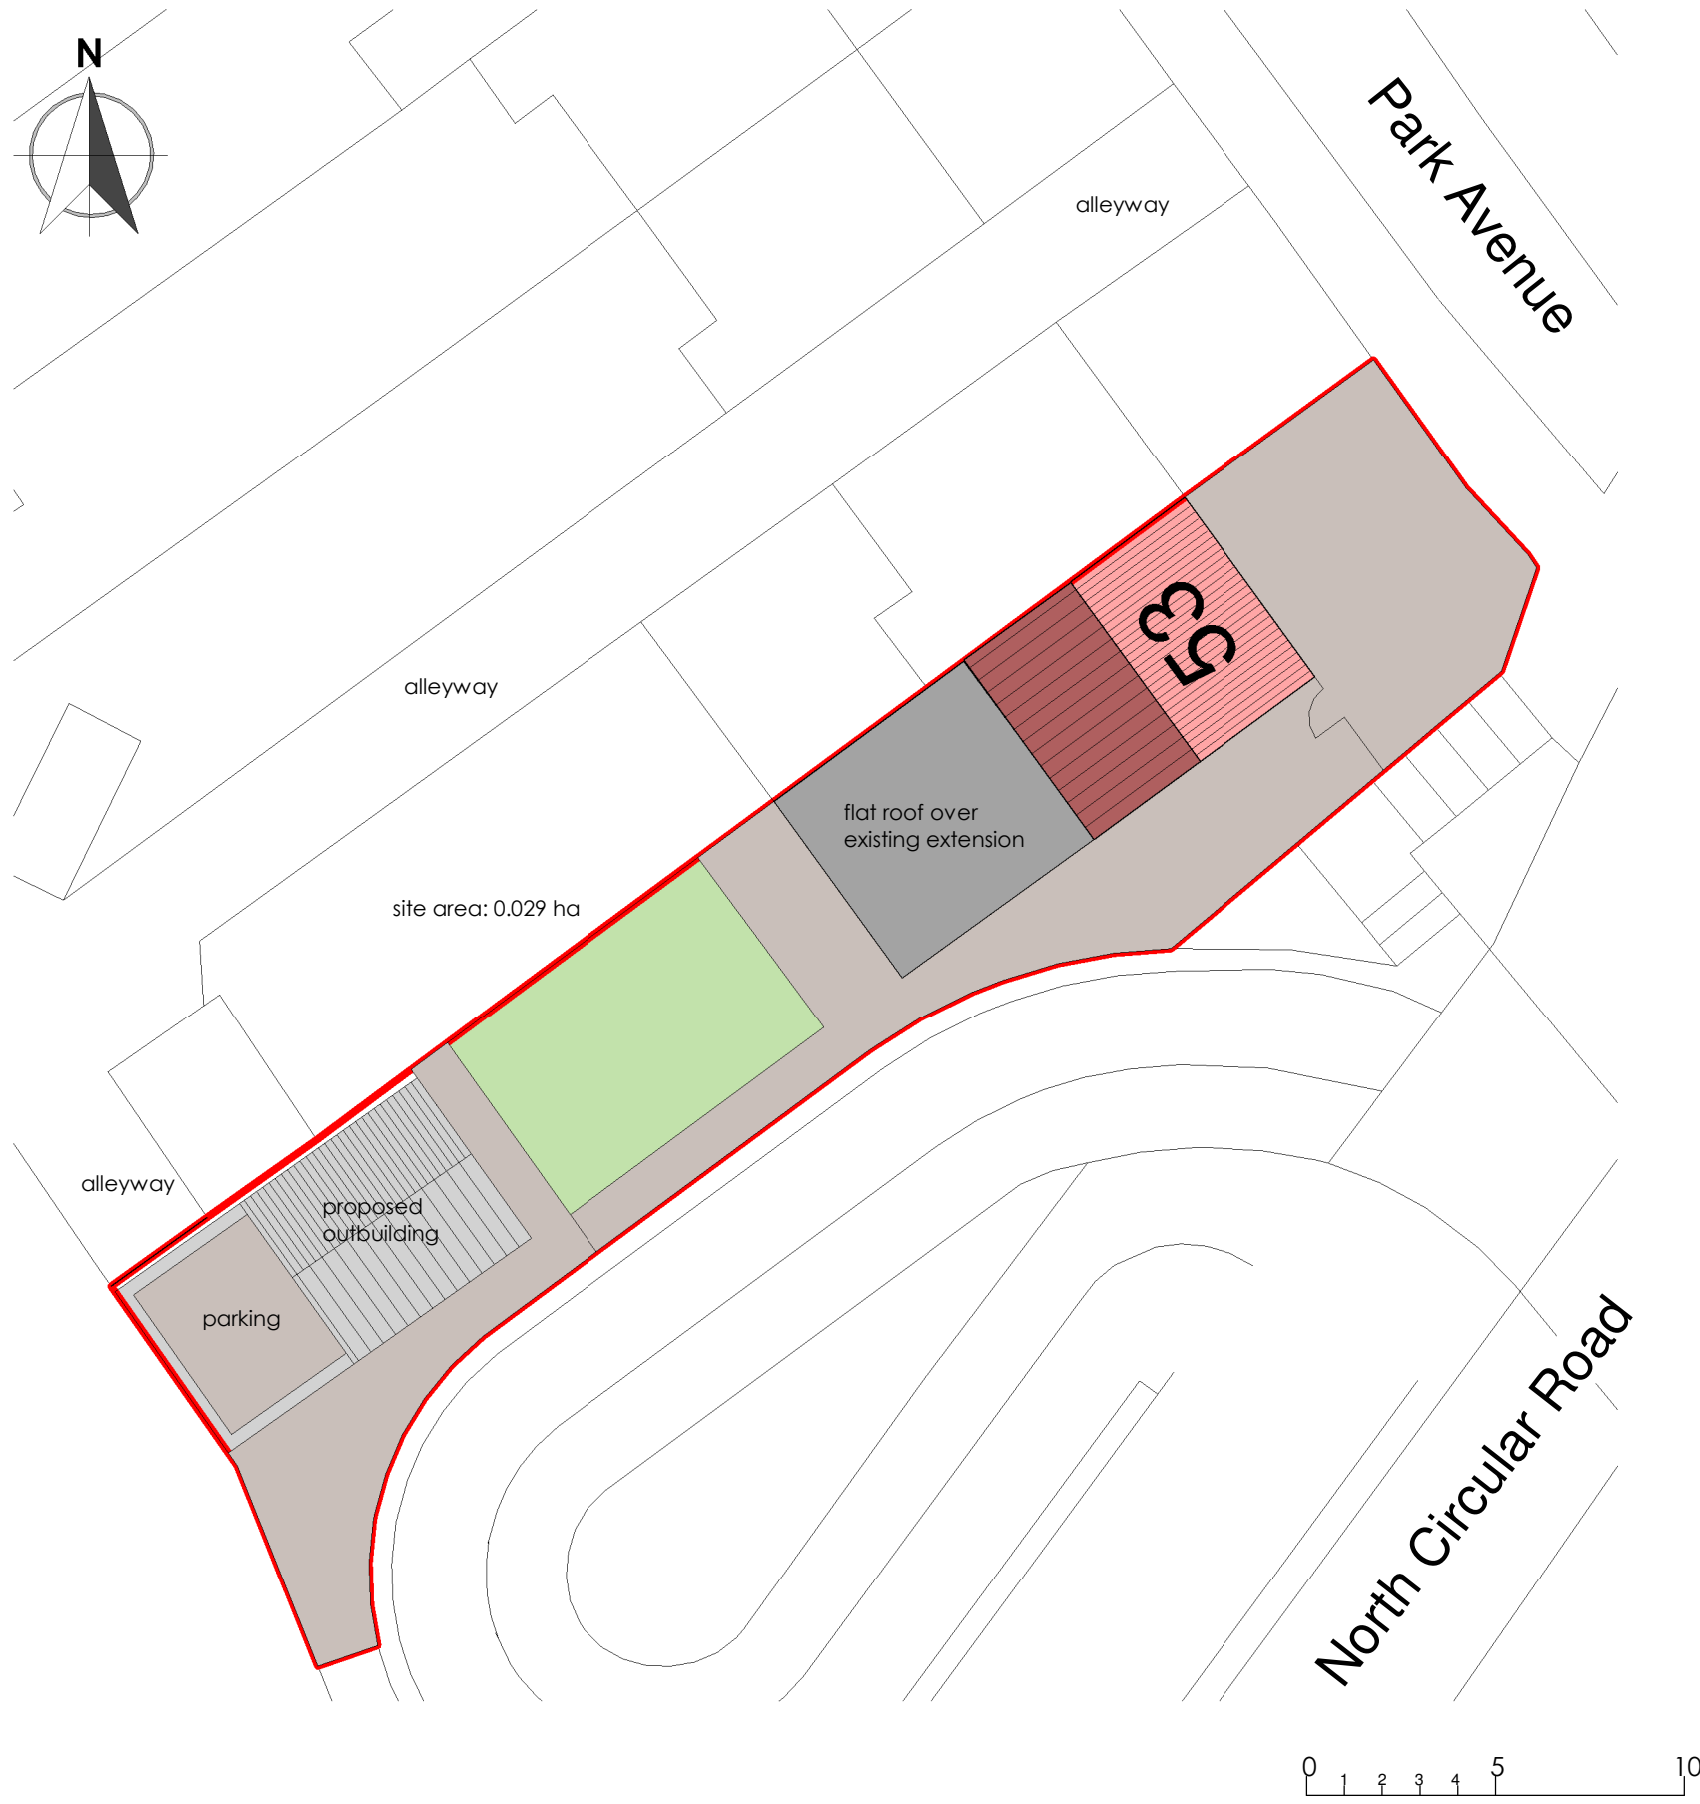 N
Park Avenue
alleyway
53
alleyway
flat roof over
existing extension
site area: 0.029 ha
alleyway
proposed
outbuilding
parking
North Circular Road
0 1 2 3 4 5 10